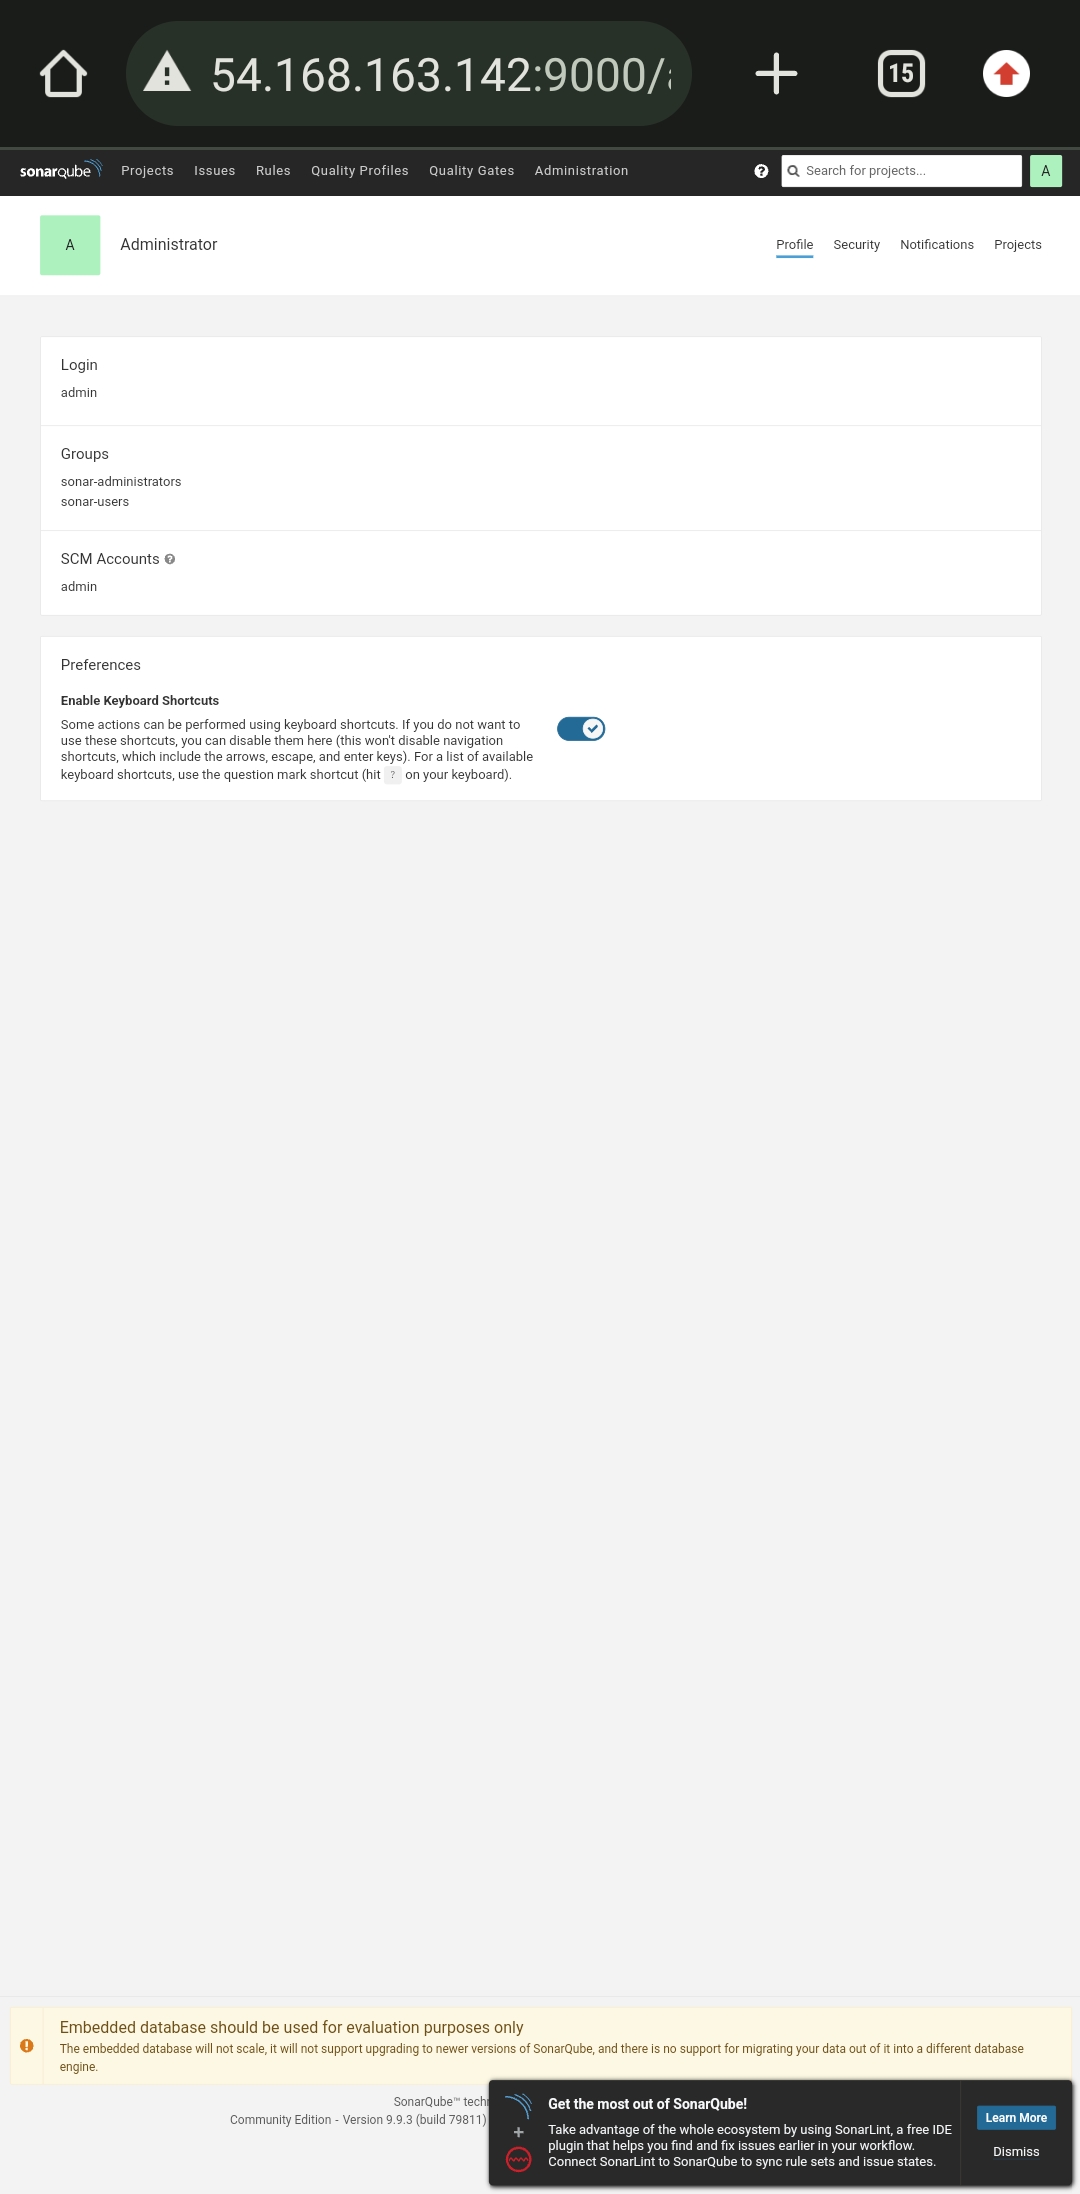 54.168.163.142:9000/
15
sonarqube Projects Issues Rules Quality Profiles Quality Gates Administration ? Search for projects... A
A Administrator Profile Security Notifications Projects
Login
admin
Groups
sonar-administrators
sonar-users
SCM Accounts ?
admin
Preferences
Enable Keyboard Shortcuts
Some actions can be performed using keyboard shortcuts. If you do not want to
use these shortcuts, you can disable them here (this won't disable navigation
shortcuts, which include the arrows, escape, and enter keys). For a list of available
keyboard shortcuts, use the question mark shortcut (hit ? on your keyboard).
Embedded database should be used for evaluation purposes only
The embedded database will not scale, it will not support upgrading to newer versions of SonarQube, and there is no support for migrating your data out of it into a different database
engine.
SonarQube™ techn
Community Edition - Version 9.9.3 (build 79811)
Get the most out of SonarQube!
Take advantage of the whole ecosystem by using SonarLint, a free IDE
plugin that helps you find and fix issues earlier in your workflow.
Connect SonarLint to SonarQube to sync rule sets and issue states.
Learn More
Dismiss